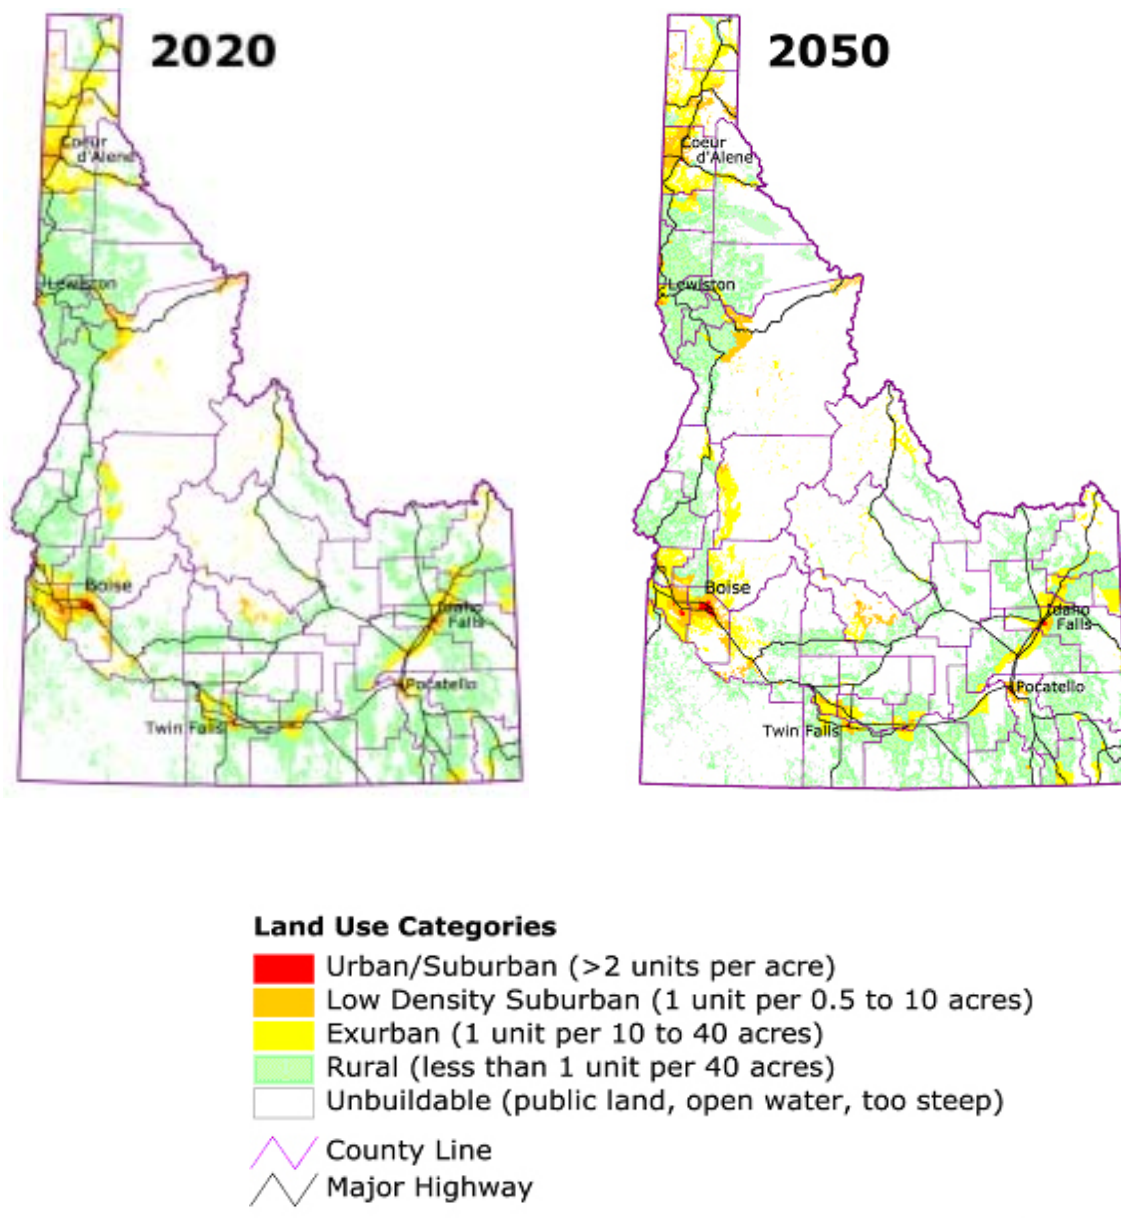 2020
2050
Coeur
d'Alene
Coeur
d'Alene
Lewiston
Lewiston
Boise
Boise
Idaho
Falls
Idaho
Falls
Pocatello
Pocatello
Twin Falls
Twin Falls
Land Use Categories
Urban/Suburban (>2 units per acre)
Low Density Suburban (1 unit per 0.5 to 10 acres)
Exurban (1 unit per 10 to 40 acres)
Rural (less than 1 unit per 40 acres)
Unbuildable (public land, open water, too steep)
County Line
Major Highway